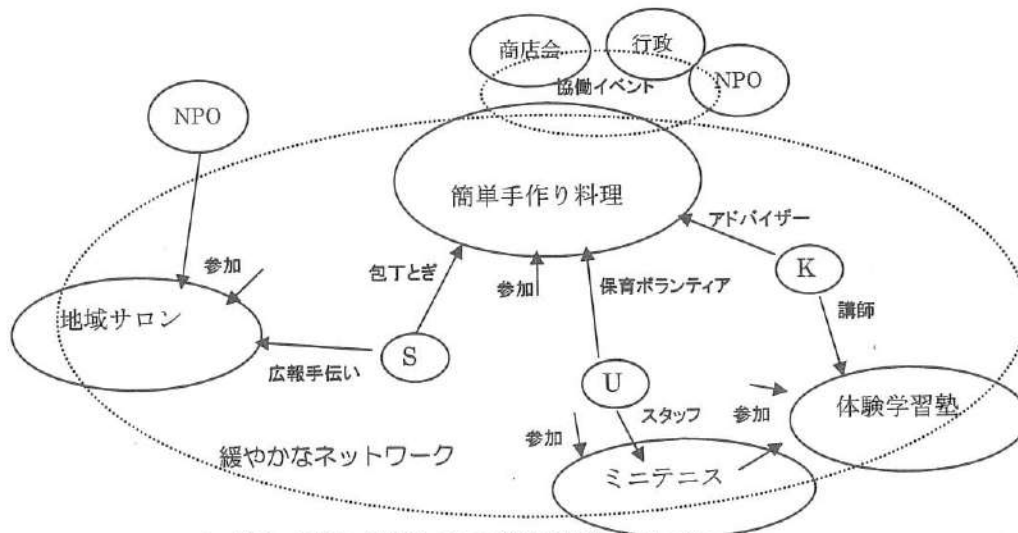 商店会
行政
NPO
協働イベント
NPO
簡単手作り料理
アドバイザー
参加
包丁とぎ
参加
保育ボランティア
K
地域サロン
講師
S
広報手伝い
U
体験学習塾
スタッフ
参加
参加
緩やかなネットワーク
ミニテニス